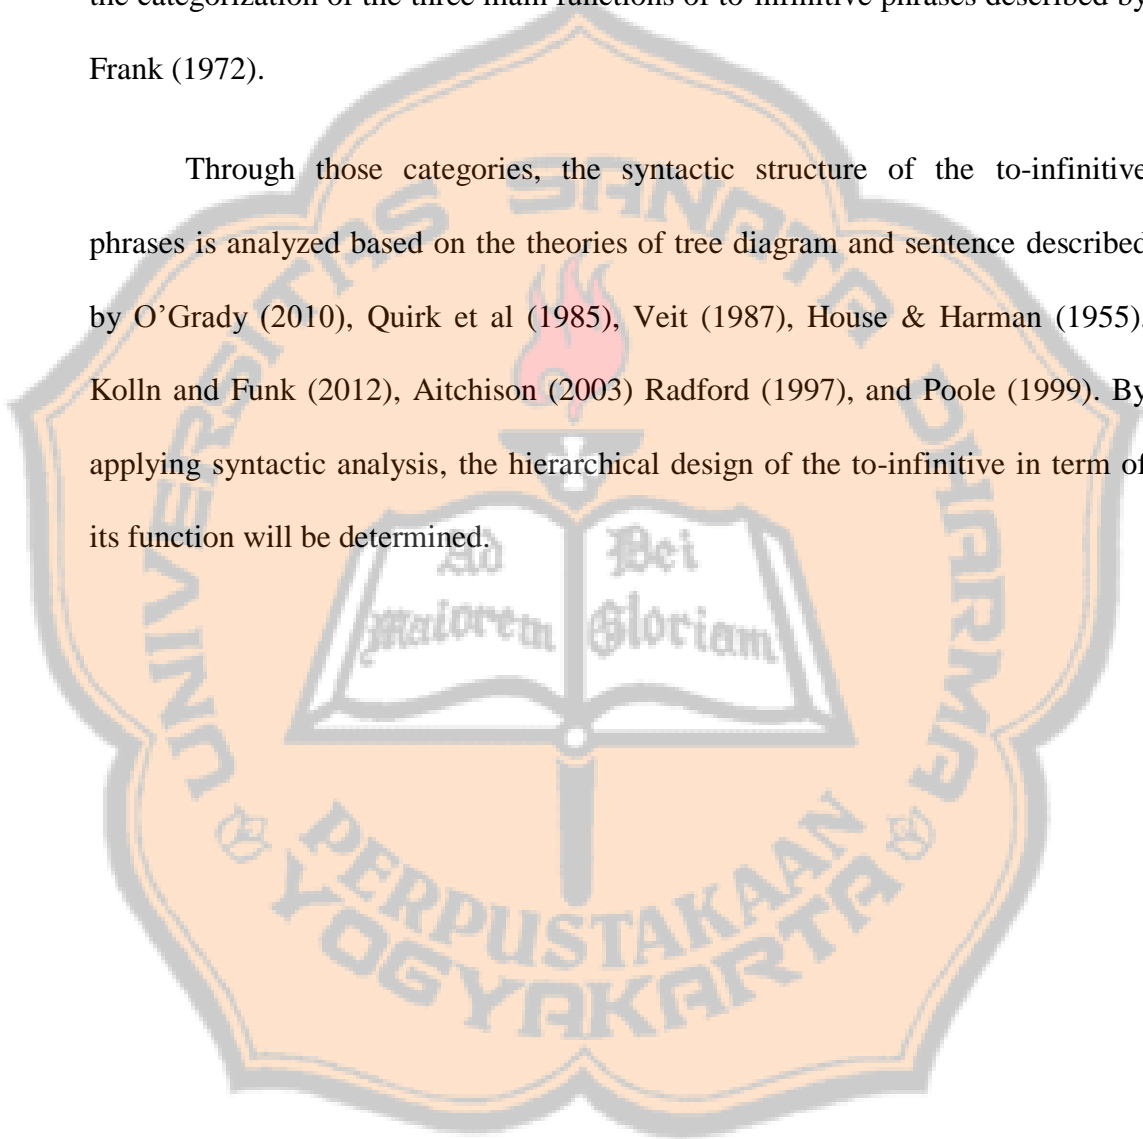 the categorization of the three main functions of to-infinitive phrases described by
Frank (1972).
Through those categories, the syntactic structure of the to-infinitive
phrases is analyzed based on the theories of tree diagram and sentence described
by O’Grady (2010), Quirk et al (1985), Veit (1987), House & Harman (1955),
Kolln and Funk (2012), Aitchison (2003) Radford (1997), and Poole (1999). By
applying syntactic analysis, the hierarchical design of the to-infinitive in term of
its function will be determined.
UNIVERSITAS SANATA DHARMA
Ad Dei
Maiorem Gloriam
PERPUSTAKAAN
YOGYAKARTA